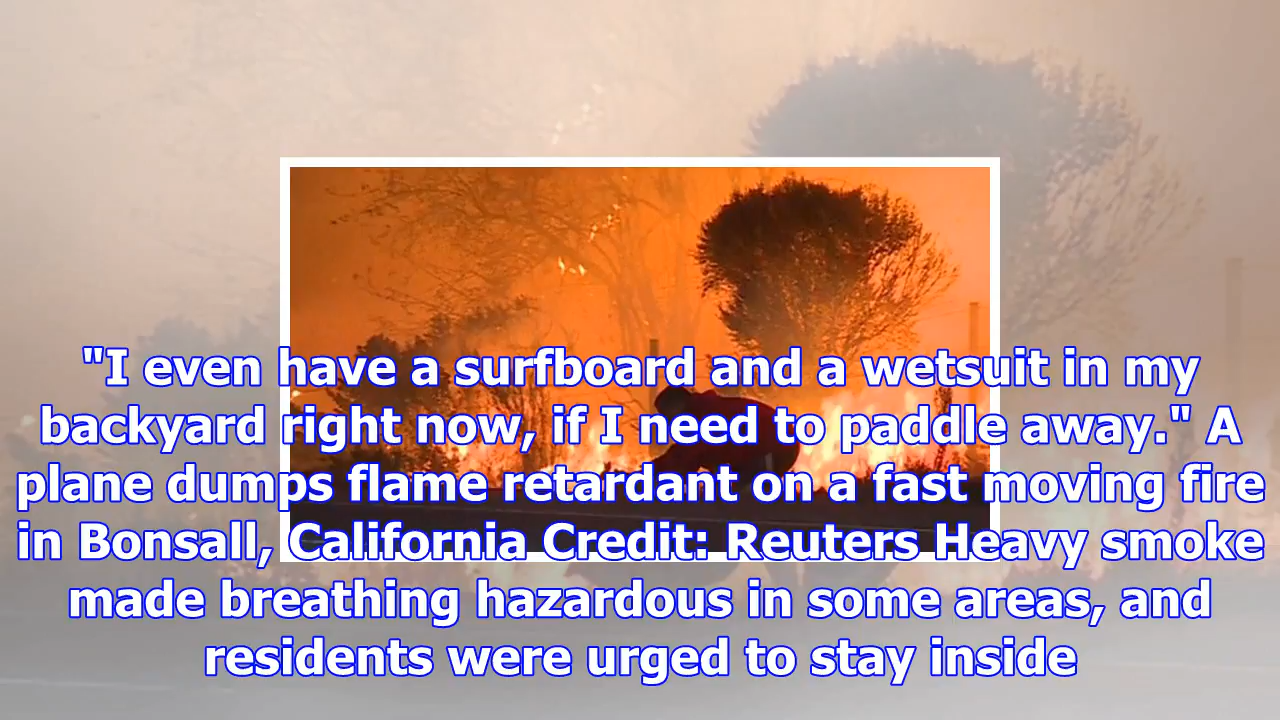 "I even have a surfboard and a wetsuit in my
backyard right now, if I need to paddle away." A
plane dumps flame retardant on a fast moving fire
in Bonsall, California Credit: Reuters Heavy smoke
made breathing hazardous in some areas, and
residents were urged to stay inside